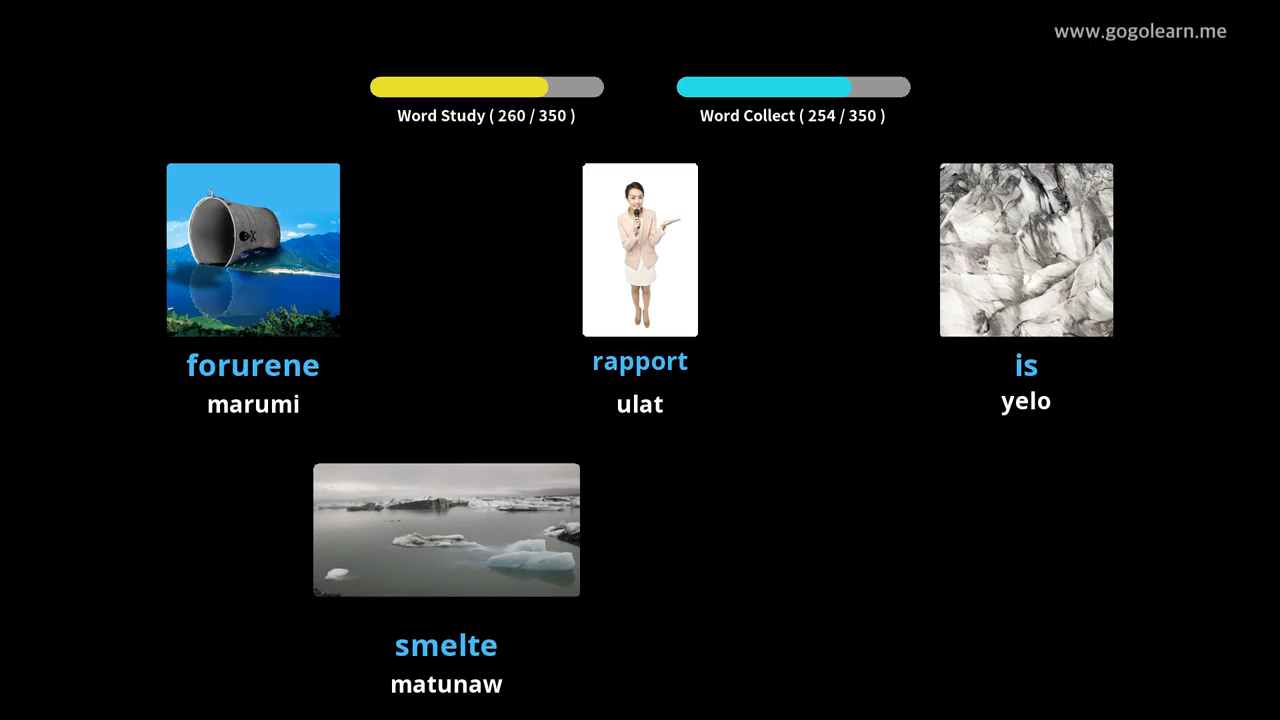 www.gogolearn.me
Word Study ( 260 / 350 )
Word Collect ( 254 / 350 )
forurene
marumi
rapport
ulat
is
yelo
smelte
matunaw